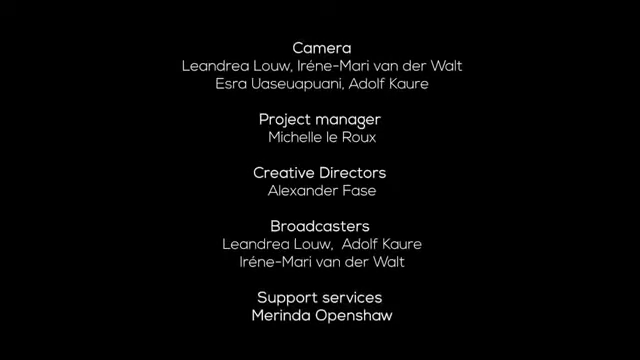 Camera
Leandrea Louw, Iréne-Mari van der Walt
Esra Uaseuapuani, Adolf Kaure
Project manager
Michelle le Roux
Creative Directors
Alexander Fase
Broadcasters
Leandrea Louw, Adolf Kaure
Iréne-Mari van der Walt
Support services
Merinda Openshaw